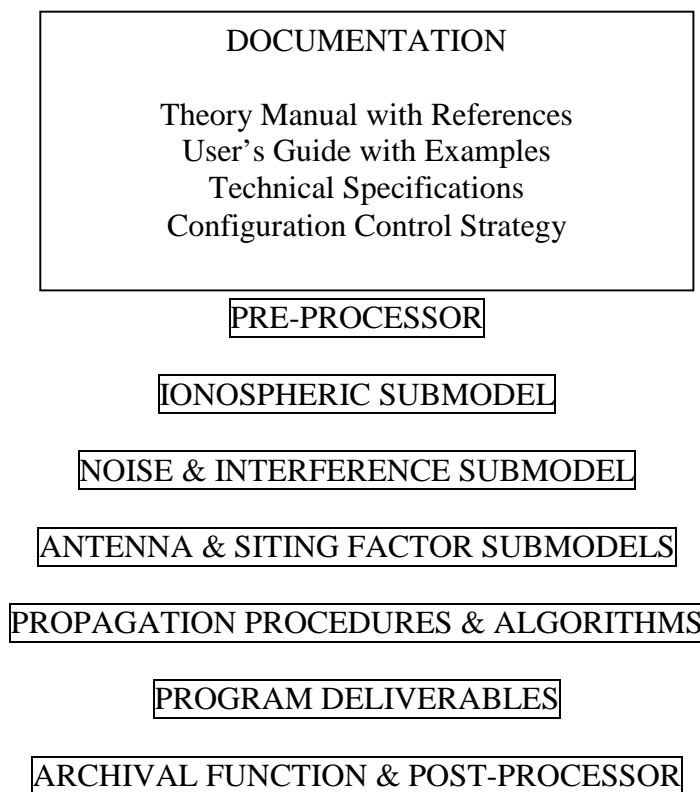 DOCUMENTATION
Theory Manual with References
User's Guide with Examples
Technical Specifications
Configuration Control Strategy
PRE-PROCESSOR
IONOSPHERIC SUBMODEL
NOISE & INTERFERENCE SUBMODEL
ANTENNA & SITING FACTOR SUBMODELS
PROPAGATION PROCEDURES & ALGORITHMS
PROGRAM DELIVERABLES
ARCHIVAL FUNCTION & POST-PROCESSOR